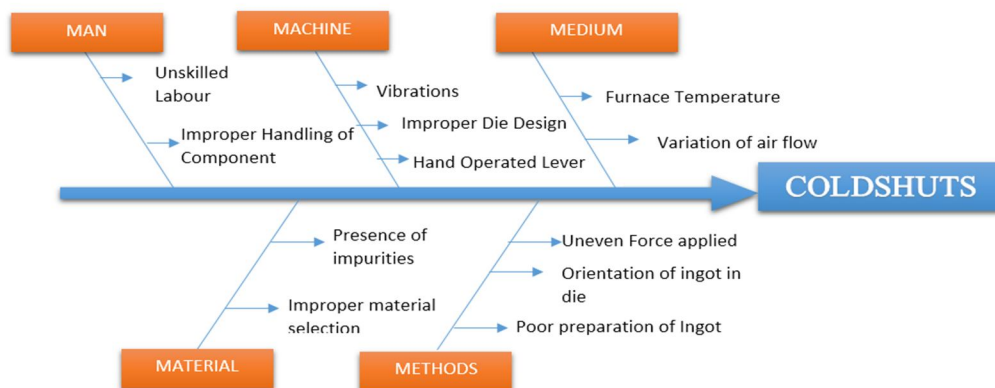 MAN
MACHINE
MEDIUM
Unskilled
Labour
Improper Handling of
Component
Vibrations
Improper Die Design
Hand Operated Lever
Furnace Temperature
Variation of air flow
COLDSHUTS
Presence of
impurities
Improper material
selection
Uneven Force applied
Orientation of ingot in
die
Poor preparation of Ingot
MATERIAL
METHODS